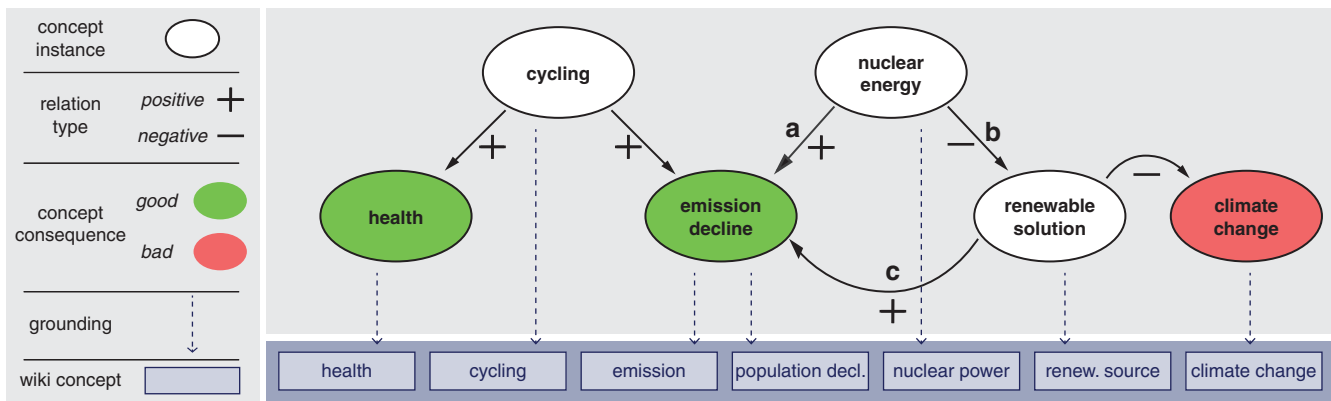 concept
instance
relation
type
positive +
negative −
concept
consequence
good
bad
grounding
wiki concept
cycling
nuclear
energy
+
+
a
+
−
b
health
emission
decline
renewable
solution
−
climate
change
c
+
health
cycling
emission
population decl.
nuclear power
renew. source
climate change